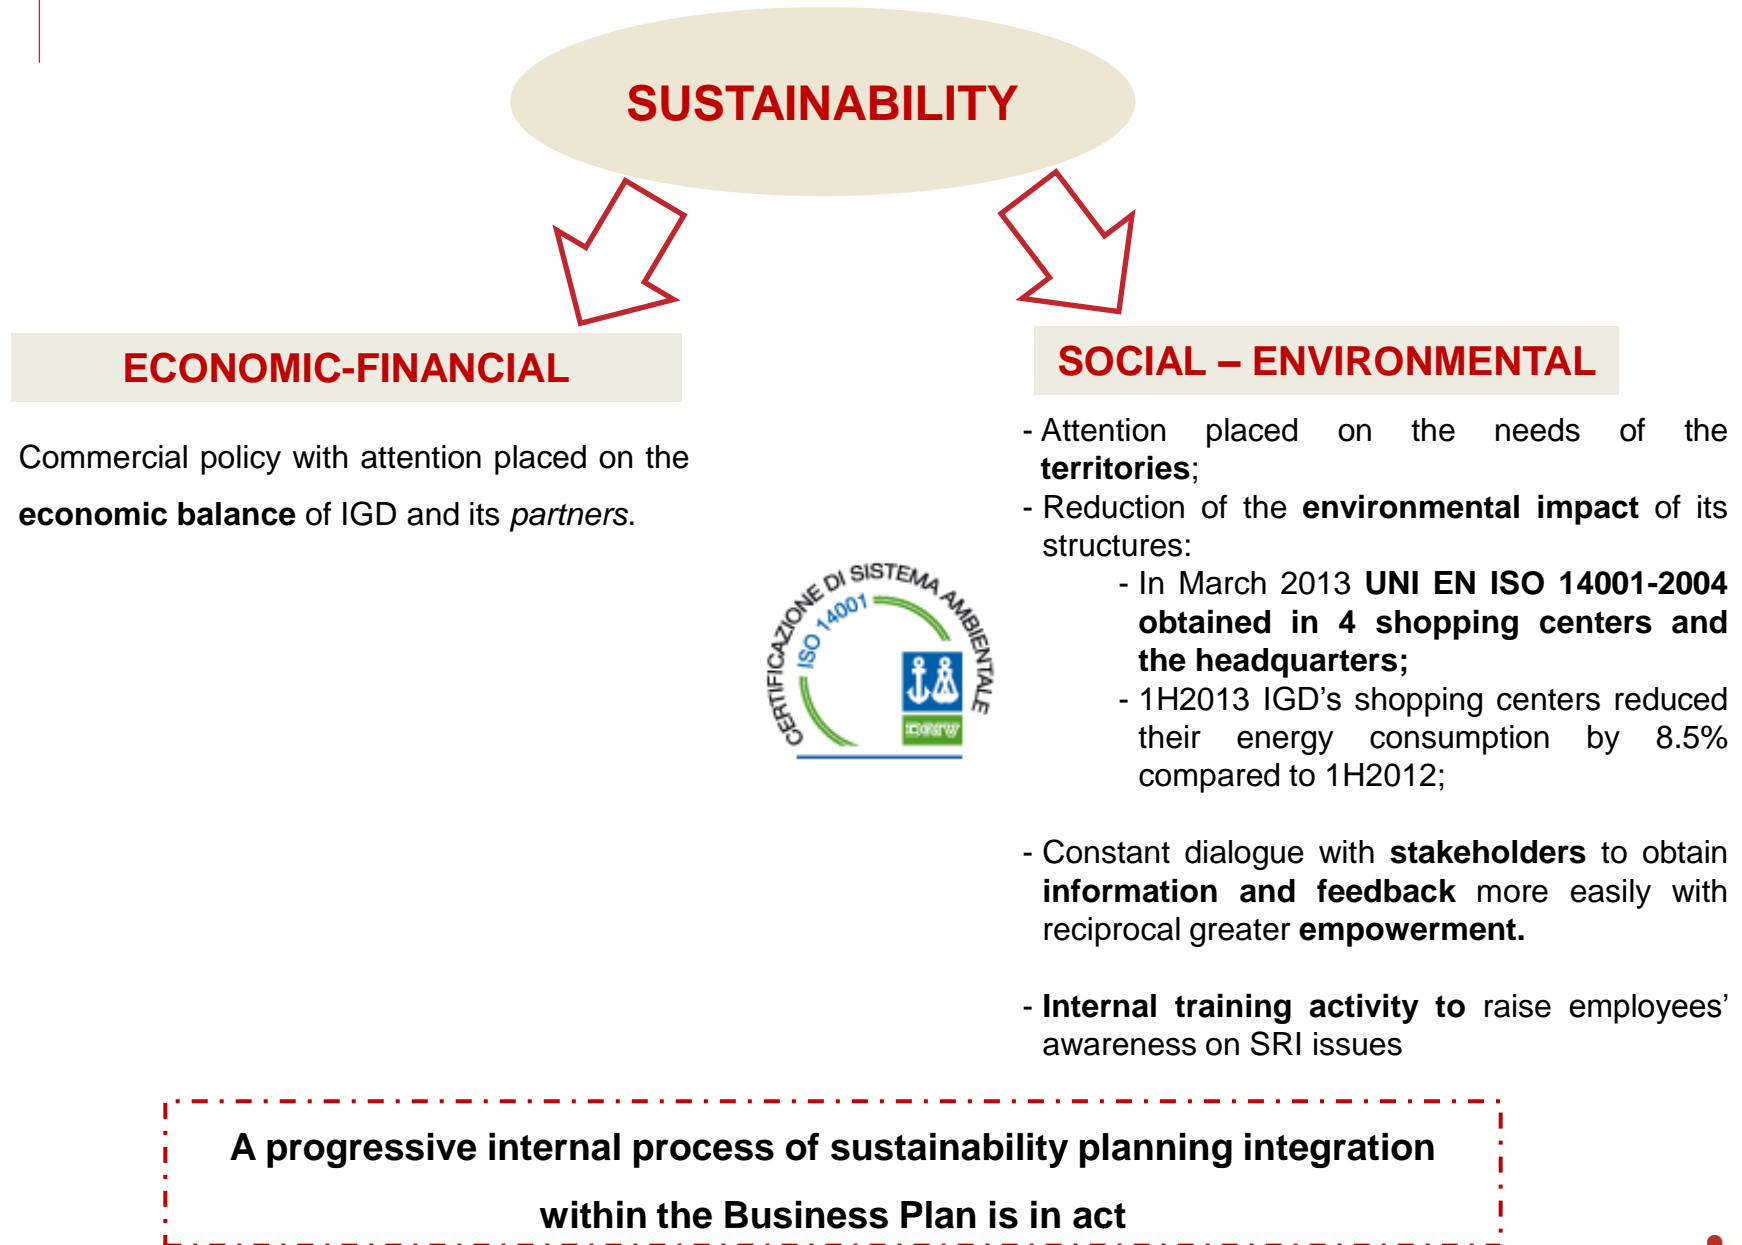 SUSTAINABILITY
ECONOMIC-FINANCIAL
Commercial policy with attention placed on the
economic balance of IGD and its partners.
CERTIFICAZIONE DI SISTEMA AMBIENTALE
ISO 14001
SOCIAL – ENVIRONMENTAL
- Attention placed on the needs of the
territories;
- Reduction of the environmental impact of its
structures:
- In March 2013 UNI EN ISO 14001-2004
obtained in 4 shopping centers and
the headquarters;
- 1H2013 IGD’s shopping centers reduced
their energy consumption by 8.5%
compared to 1H2012;
- Constant dialogue with stakeholders to obtain
information and feedback more easily with
reciprocal greater empowerment.
- Internal training activity to raise employees’
awareness on SRI issues
A progressive internal process of sustainability planning integration
within the Business Plan is in act